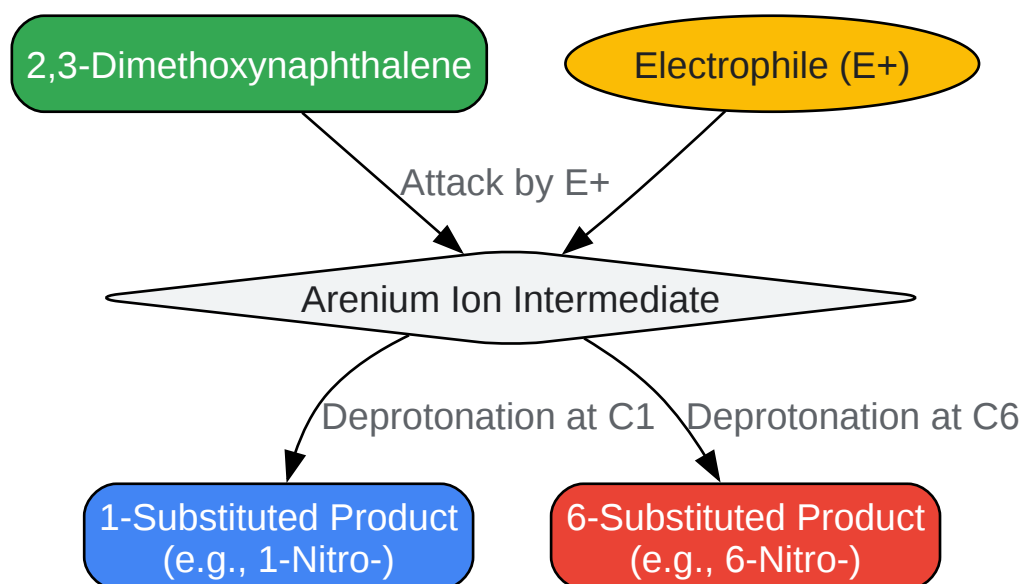 2,3-Dimethoxynaphthalene
Electrophile (E+)
Attack by E+
Arenium Ion Intermediate
Deprotonation at C1
Deprotonation at C6
1-Substituted Product
(e.g., 1-Nitro-)
6-Substituted Product
(e.g., 6-Nitro-)